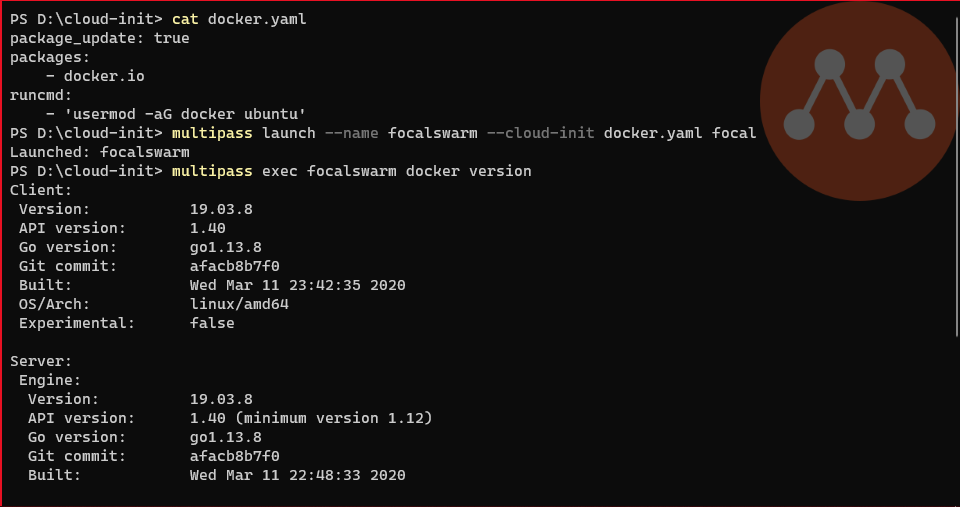 PS D:\cloud-init> cat docker.yaml
package_update: true
packages:
    - docker.io
runcmd:
    - 'usermod -aG docker ubuntu'
PS D:\cloud-init> multipass launch --name focalswarm --cloud-init docker.yaml focal
Launched: focalswarm
PS D:\cloud-init> multipass exec focalswarm docker version
Client:
 Version:           19.03.8
 API version:       1.40
 Go version:        go1.13.8
 Git commit:        afacb8b7f0
 Built:             Wed Mar 11 23:42:35 2020
 OS/Arch:           linux/amd64
 Experimental:      false

Server:
 Engine:
  Version:          19.03.8
  API version:      1.40 (minimum version 1.12)
  Go version:       go1.13.8
  Git commit:       afacb8b7f0
  Built:            Wed Mar 11 22:48:33 2020